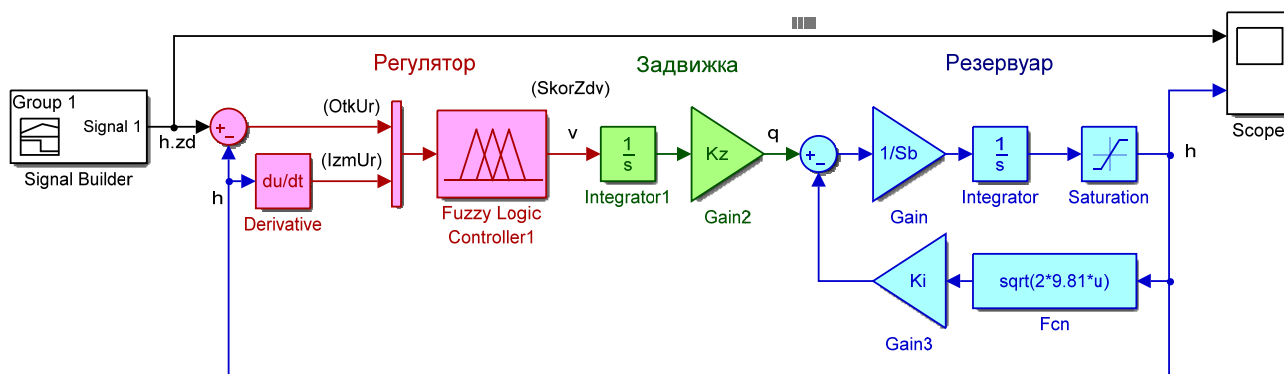 Регулятор
Задвижка
Резервуар
Group 1
Signal 1
Signal Builder
h.zd
+
−
(OtkUr)
(IzmUr)
h
du/dt
Derivative
Fuzzy Logic
Controller1
(SkorZdv)
v
1
s
Integrator1
Kz
Gain2
q
+
−
1/Sb
Gain
1
s
Integrator
Saturation
h
Scope
Ki
Gain3
sqrt(2*9.81*u)
Fcn